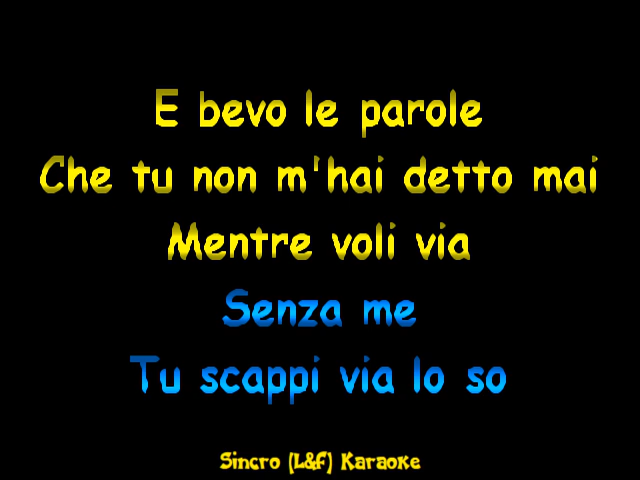 E bevo le parole
Che tu non m'hai detto mai
Mentre voli via
Senza me
Tu scappi via lo so
Sincro (L&F) Karaoke